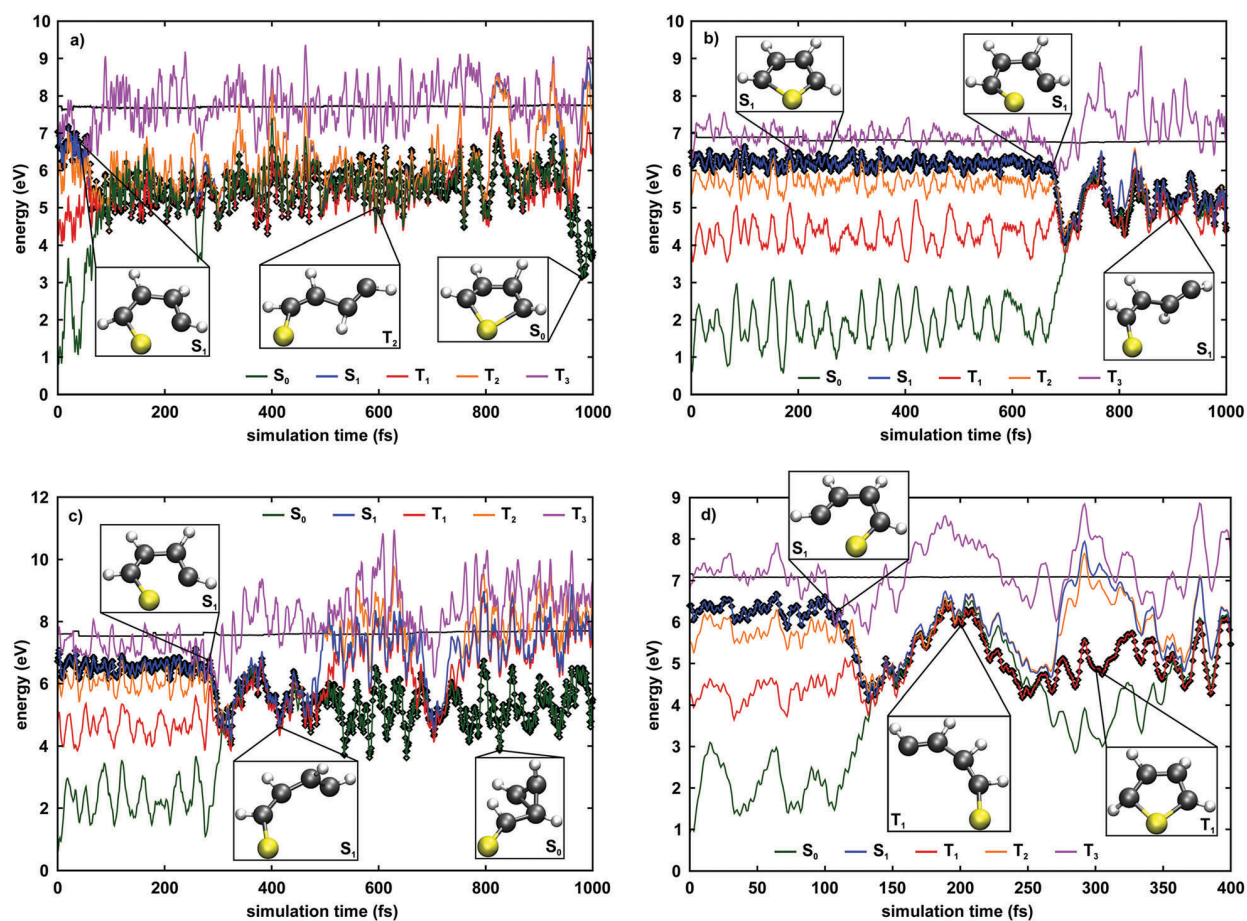 a)
10
9
8
7
6
5
4
3
2
1
0
energy (eV)
S₁
T₂
S₀
S₀ S₁ T₁ T₂ T₃
0 200 400 600 800 1000
simulation time (fs)
b)
10
9
8
7
6
5
4
3
2
1
0
energy (eV)
S₁
S₁
S₁
S₀ S₁ T₁ T₂ T₃
0 200 400 600 800 1000
simulation time (fs)
c)
12
10
8
6
4
2
0
energy (eV)
S₀ S₁ T₁ T₂ T₃
S₁
S₁
S₀
0 200 400 600 800 1000
simulation time (fs)
d)
9
8
7
6
5
4
3
2
1
0
energy (eV)
S₁
T₁
T₁
S₀ S₁ T₁ T₂ T₃
0 50 100 150 200 250 300 350 400
simulation time (fs)